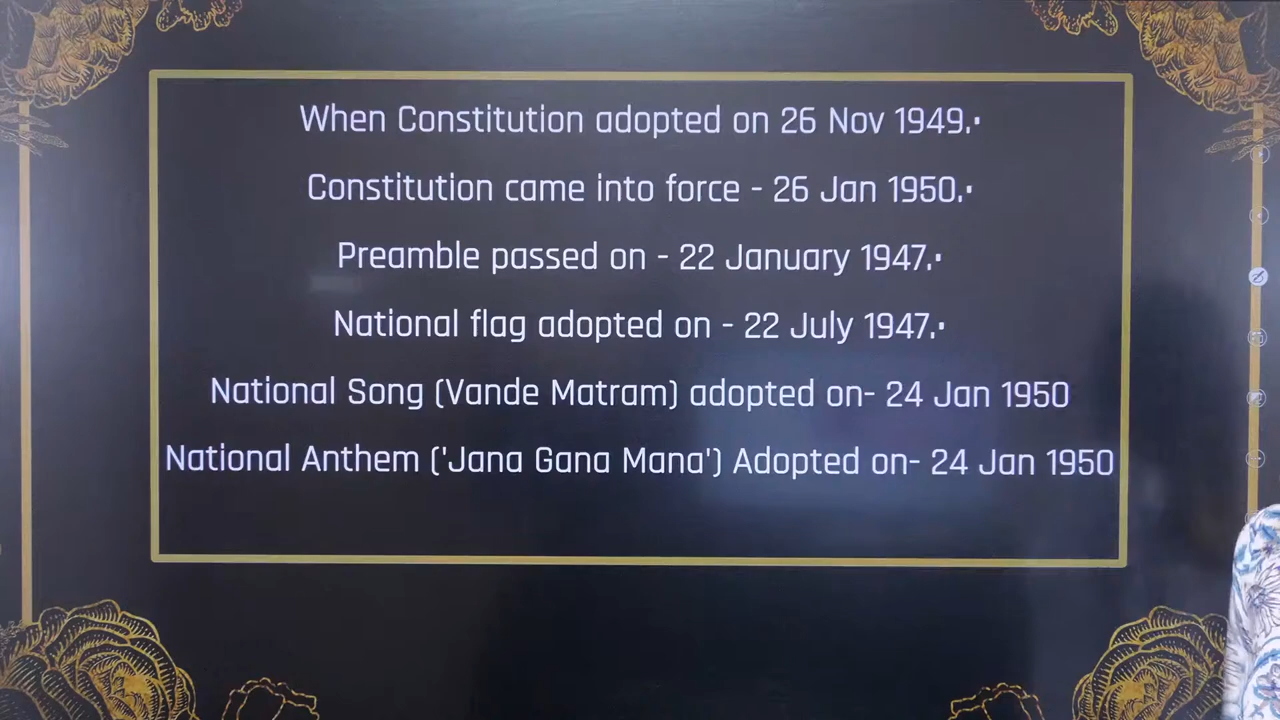 When Constitution adopted on 26 Nov 1949.·
Constitution came into force - 26 Jan 1950.·
Preamble passed on - 22 January 1947.·
National flag adopted on - 22 July 1947.·
National Song (Vande Matram) adopted on- 24 Jan 1950
National Anthem ('Jana Gana Mana') Adopted on- 24 Jan 1950